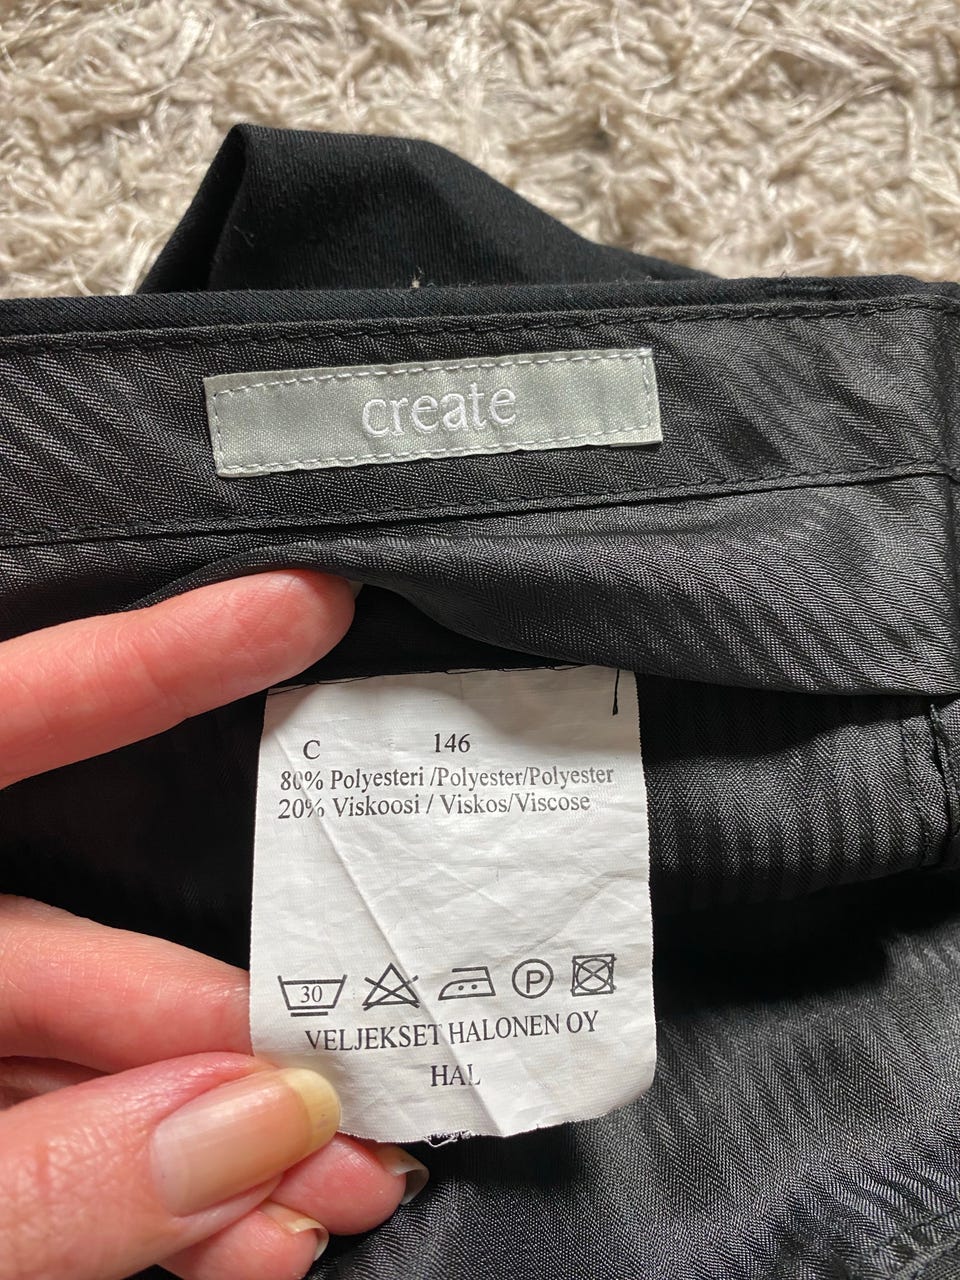 create
C 146
80% Polyesteri /Polyester/Polyester
20% Viskoosi / Viskos/Viscose
30 P
VELJEKSET HALONEN OY
HAL